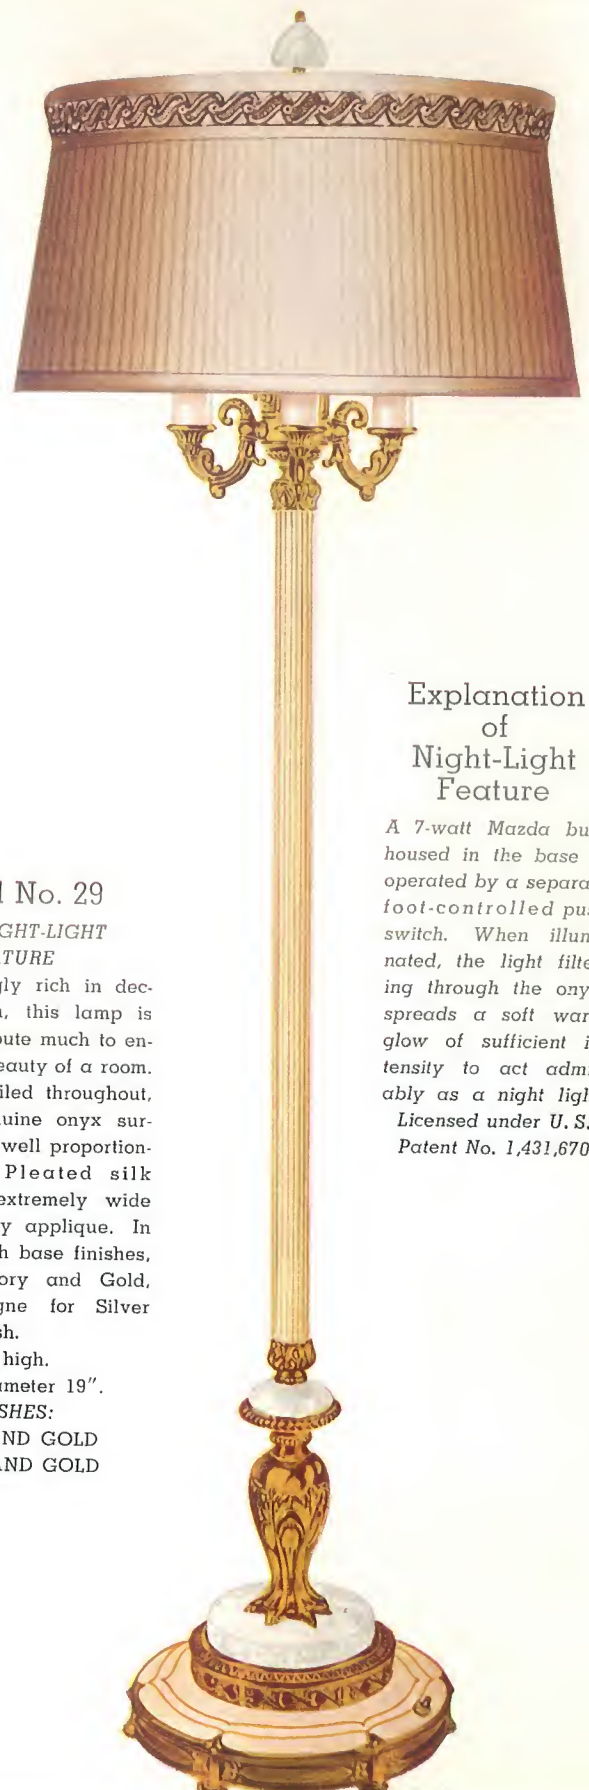 l No. 29
GHT-LIGHT
TURE
gly rich in dec-
n, this lamp is
bute much to en-
eauty of a room.
iled throughout,
uine onyx sur-
well proportion-
Pleated silk
extremely wide
y applique. In
h base finishes,
ory and Gold,
gne for Silver
sh.
high.
ameter 19".
SHES:
ND GOLD
AND GOLD
Explanation
of
Night-Light
Feature
A 7-watt Mazda bu
housed in the base
operated by a separa
foot-controlled pu
switch. When illum
nated, the light filte
ing through the ony
spreads a soft war
glow of sufficient i
tensity to act admi
ably as a night ligh
Licensed under U. S.
Patent No. 1,431,670